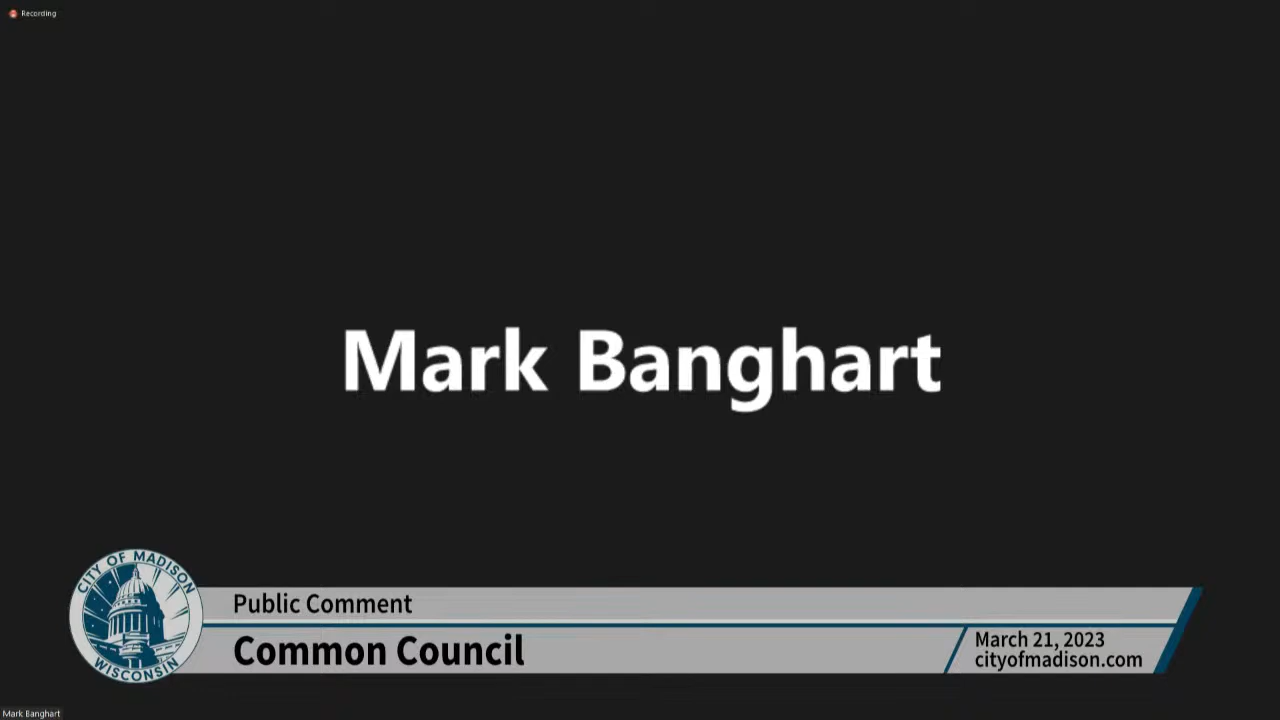 Recording
Mark Banghart
CITY OF MADISON
WISCONSIN
Public Comment
Common Council
March 21, 2023
cityofmadison.com
Mark Banghart